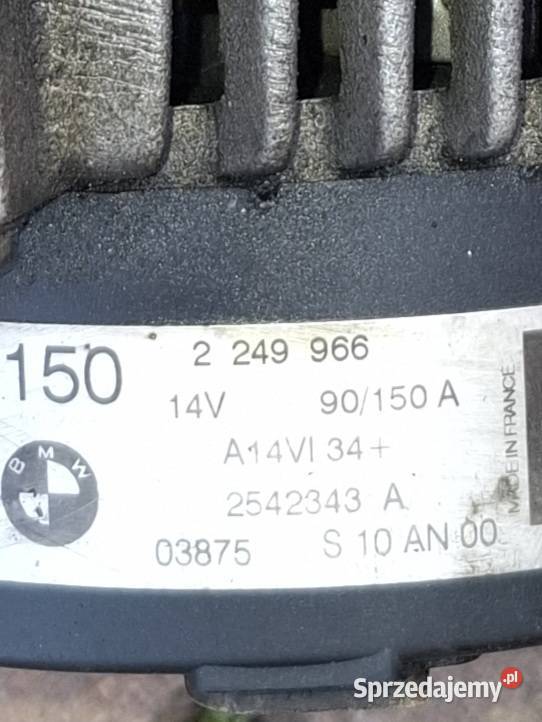 150
2 249 966
14V 90/150 A
A14VI 34+
2542343 A
03875 S 10 AN 00
BMW
MADE IN FRANCE
Sprzedajemy.pl